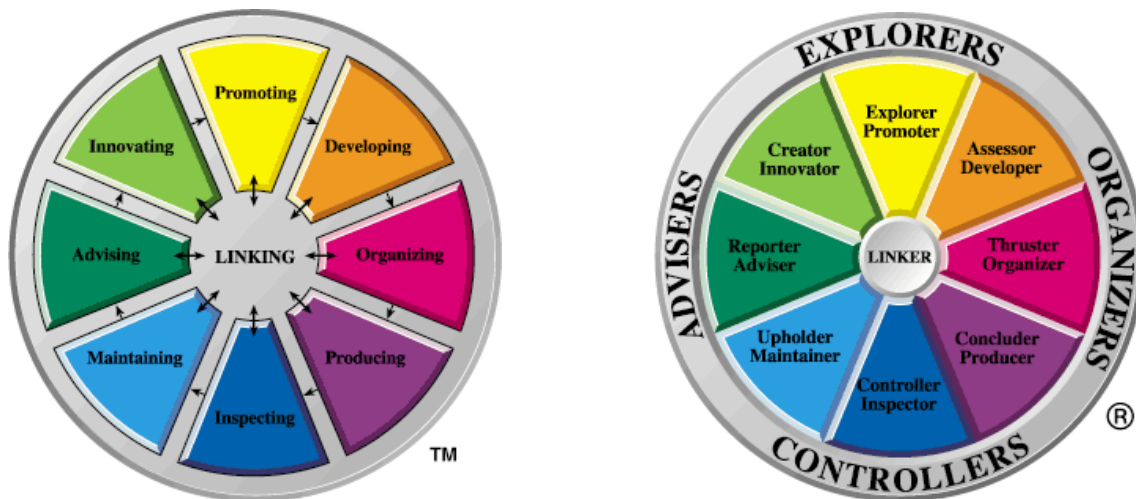 Promoting
Developing
Organizing
Producing
Inspecting
Maintaining
Advising
Innovating
LINKING
TM
EXPLORERS
ORGANIZERS
CONTROLLERS
ADVISERS
Explorer
Promoter
Assessor
Developer
Thruster
Organizer
Concluder
Producer
Controller
Inspector
Upholder
Maintainer
Reporter
Adviser
Creator
Innovator
LINKER
®